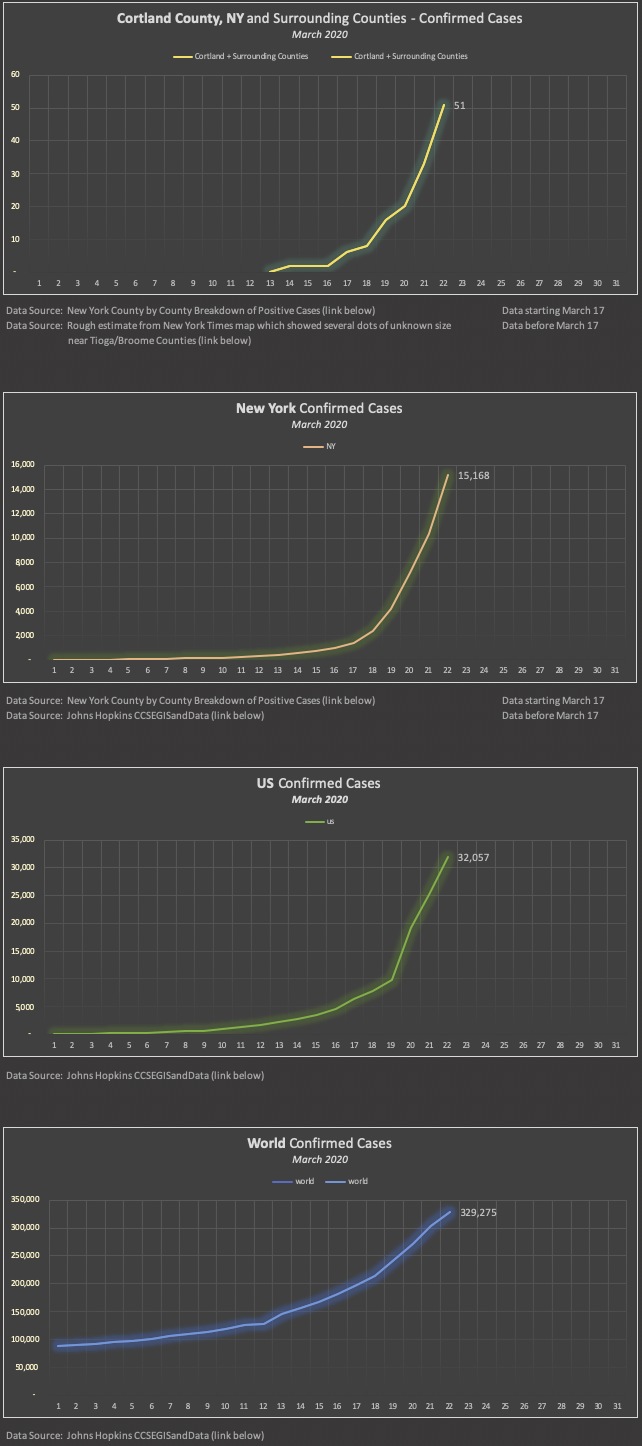 Cortland County, NY and Surrounding Counties - Confirmed Cases
March 2020
Cortland + Surrounding Counties Cortland + Surrounding Counties
60
50
51
40
30
20
10
-
1 2 3 4 5 6 7 8 9 10 11 12 13 14 15 16 17 18 19 20 21 22 23 24 25 26 27 28 29 30 31
Data Source: New York County by County Breakdown of Positive Cases (link below) Data starting March 17
Data Source: Rough estimate from New York Times map which showed several dots of unknown size Data before March 17
near Tioga/Broome Counties (link below)
New York Confirmed Cases
March 2020
NY
16,000
15,168
14,000
12,000
10,000
8,000
6,000
4,000
2,000
-
1 2 3 4 5 6 7 8 9 10 11 12 13 14 15 16 17 18 19 20 21 22 23 24 25 26 27 28 29 30 31
Data Source: New York County by County Breakdown of Positive Cases (link below) Data starting March 17
Data Source: Johns Hopkins CCSEGISandData (link below) Data before March 17
US Confirmed Cases
March 2020
us
35,000
32,057
30,000
25,000
20,000
15,000
10,000
5,000
-
1 2 3 4 5 6 7 8 9 10 11 12 13 14 15 16 17 18 19 20 21 22 23 24 25 26 27 28 29 30 31
Data Source: Johns Hopkins CCSEGISandData (link below)
World Confirmed Cases
March 2020
world world
350,000
329,275
300,000
250,000
200,000
150,000
100,000
50,000
-
1 2 3 4 5 6 7 8 9 10 11 12 13 14 15 16 17 18 19 20 21 22 23 24 25 26 27 28 29 30 31
Data Source: Johns Hopkins CCSEGISandData (link below)